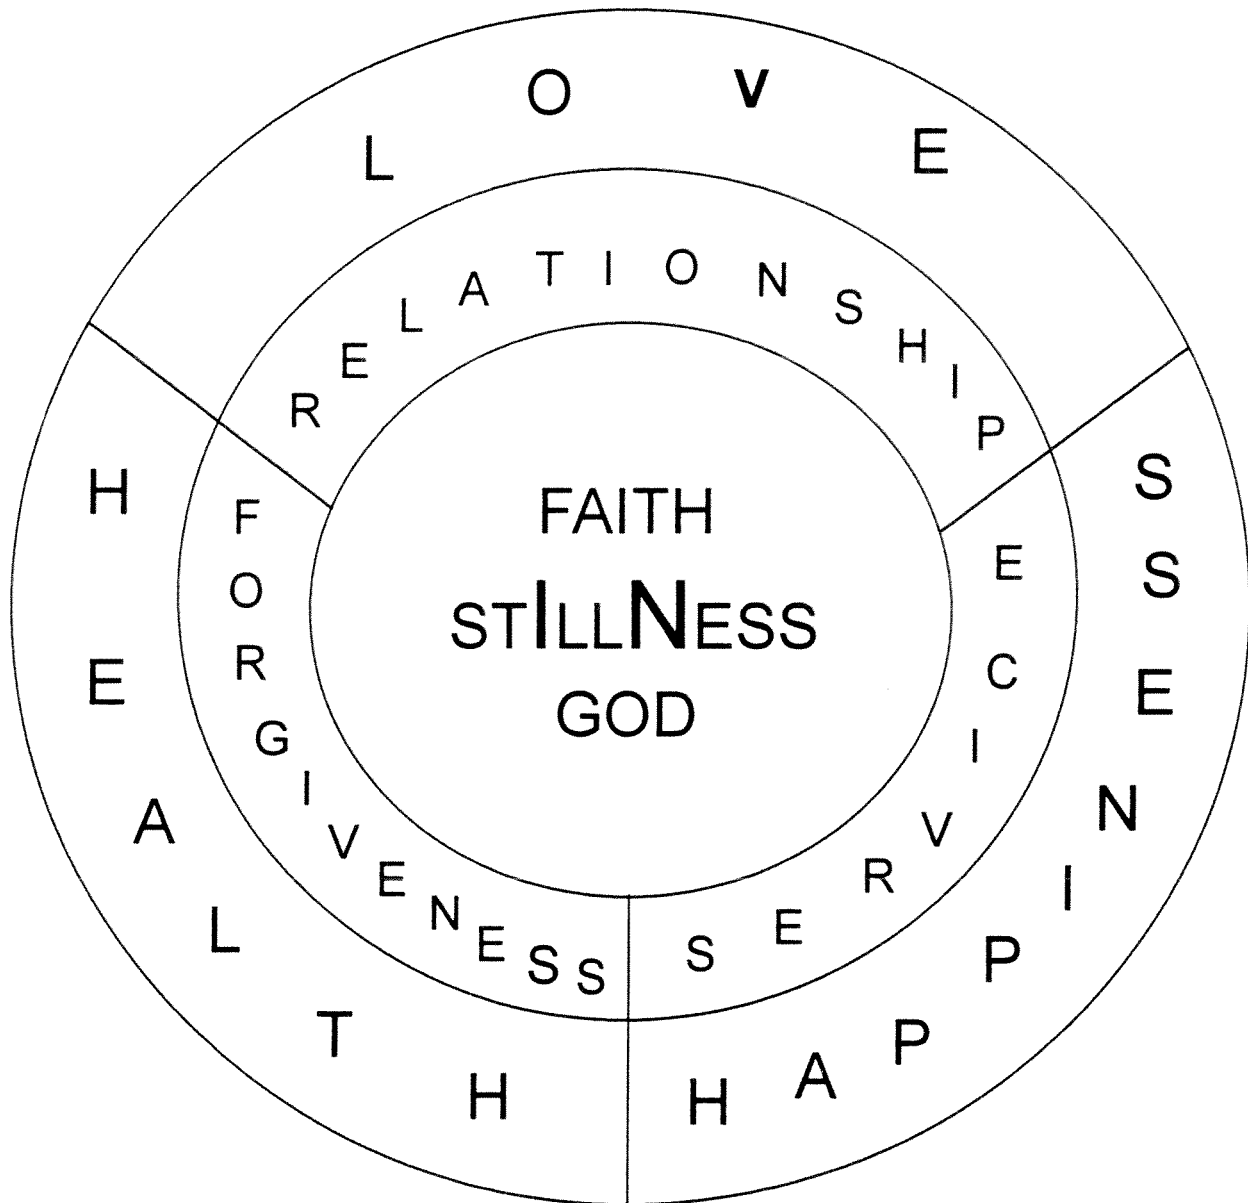 LOVE
RELATIONSHIP
HEALTH
FORGIVENESS
FAITH
STILLNESS
GOD
SERVICE
HAPPINESS